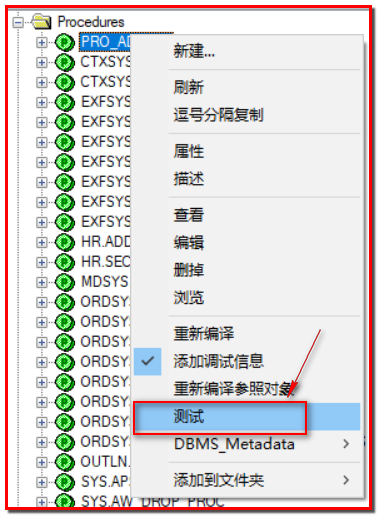 Procedures
PRO_AD
CTXSYS
CTXSYS
EXFSYS
EXFSYS
EXFSYS
EXFSYS
EXFSYS
EXFSYS
EXFSYS
HR.ADD
HR.SEC
MDSYS
ORDSY
ORDSY
ORDSY
ORDSY
ORDSY
ORDSY
ORDSY
ORDSY
OUTLN.
SYS.AP
SYS.AW_DROP_PROC
新建...
刷新
逗号分隔复制
属性
描述
查看
编辑
删掉
浏览
重新编译
添加调试信息
重新编译参照对象
测试
DBMS_Metadata
添加到文件夹